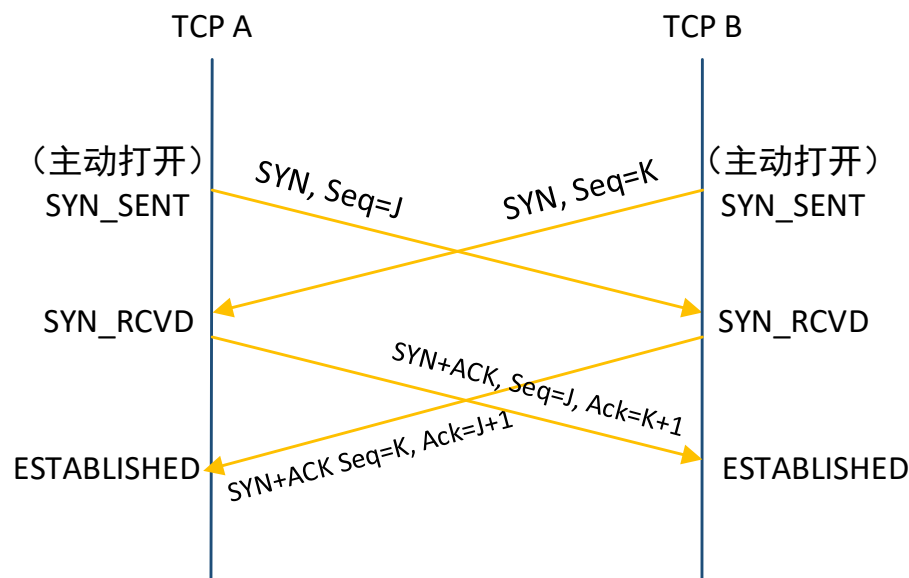 TCP A
TCP B
（主动打开）
SYN_SENT
SYN, Seq=J
SYN, Seq=K
（主动打开）
SYN_SENT
SYN_RCVD
SYN_RCVD
SYN+ACK, Seq=J, Ack=K+1
SYN+ACK Seq=K, Ack=J+1
ESTABLISHED
ESTABLISHED